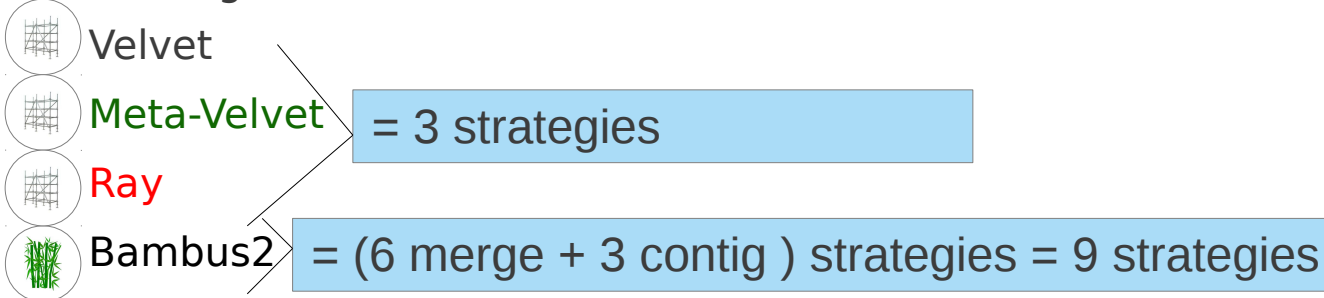 Velvet
Meta-Velvet
= 3 strategies
Ray
Bambus2
= (6 merge + 3 contig ) strategies = 9 strategies